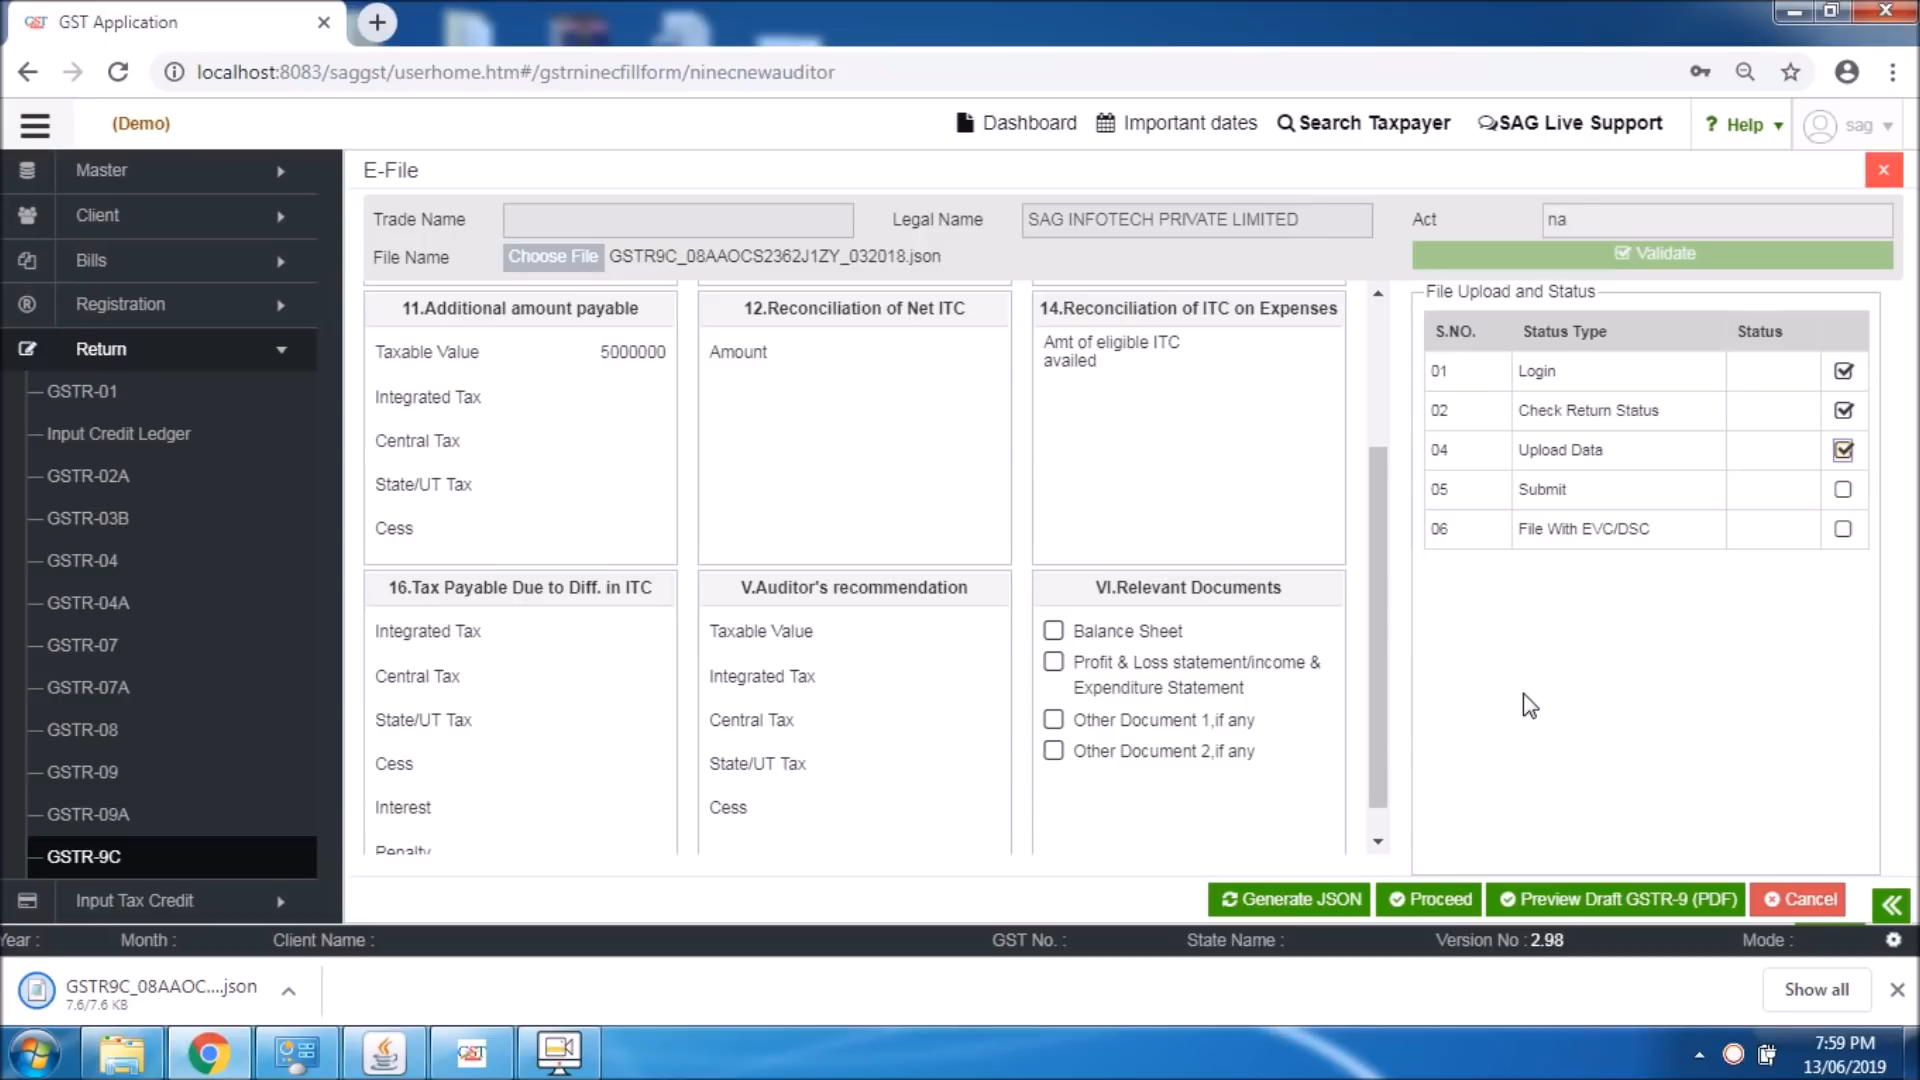 GST GST Application
localhost:8083/saggst/userhome.htm#/gstrninecfillform/ninecnewauditor
(Demo) Dashboard Important dates Search Taxpayer SAG Live Support ? Help sag
Master
Client
Bills
Registration
Return
GSTR-01
Input Credit Ledger
GSTR-02A
GSTR-03B
GSTR-04
GSTR-04A
GSTR-07
GSTR-07A
GSTR-08
GSTR-09
GSTR-09A
GSTR-9C
Input Tax Credit
E-File
Trade Name Legal Name SAG INFOTECH PRIVATE LIMITED Act na
File Name Choose File GSTR9C_08AAOCS2362J1ZY_032018.json Validate
11.Additional amount payable
Taxable Value 5000000
Integrated Tax
Central Tax
State/UT Tax
Cess
12.Reconciliation of Net ITC
Amount
14.Reconciliation of ITC on Expenses
Amt of eligible ITC
availed
16.Tax Payable Due to Diff. in ITC
Integrated Tax
Central Tax
State/UT Tax
Cess
Interest
Penalty
V.Auditor's recommendation
Taxable Value
Integrated Tax
Central Tax
State/UT Tax
Cess
VI.Relevant Documents
Balance Sheet
Profit & Loss statement/income &
Expenditure Statement
Other Document 1,if any
Other Document 2,if any
File Upload and Status
S.NO. Status Type Status
01 Login
02 Check Return Status
04 Upload Data
05 Submit
06 File With EVC/DSC
Generate JSON Proceed Preview Draft GSTR-9 (PDF) Cancel
Year : Month : Client Name : GST No. : State Name : Version No : 2.98 Mode :
GSTR9C_08AAOC....json
7.6/7.6 KB
Show all
GST
7:59 PM
13/06/2019